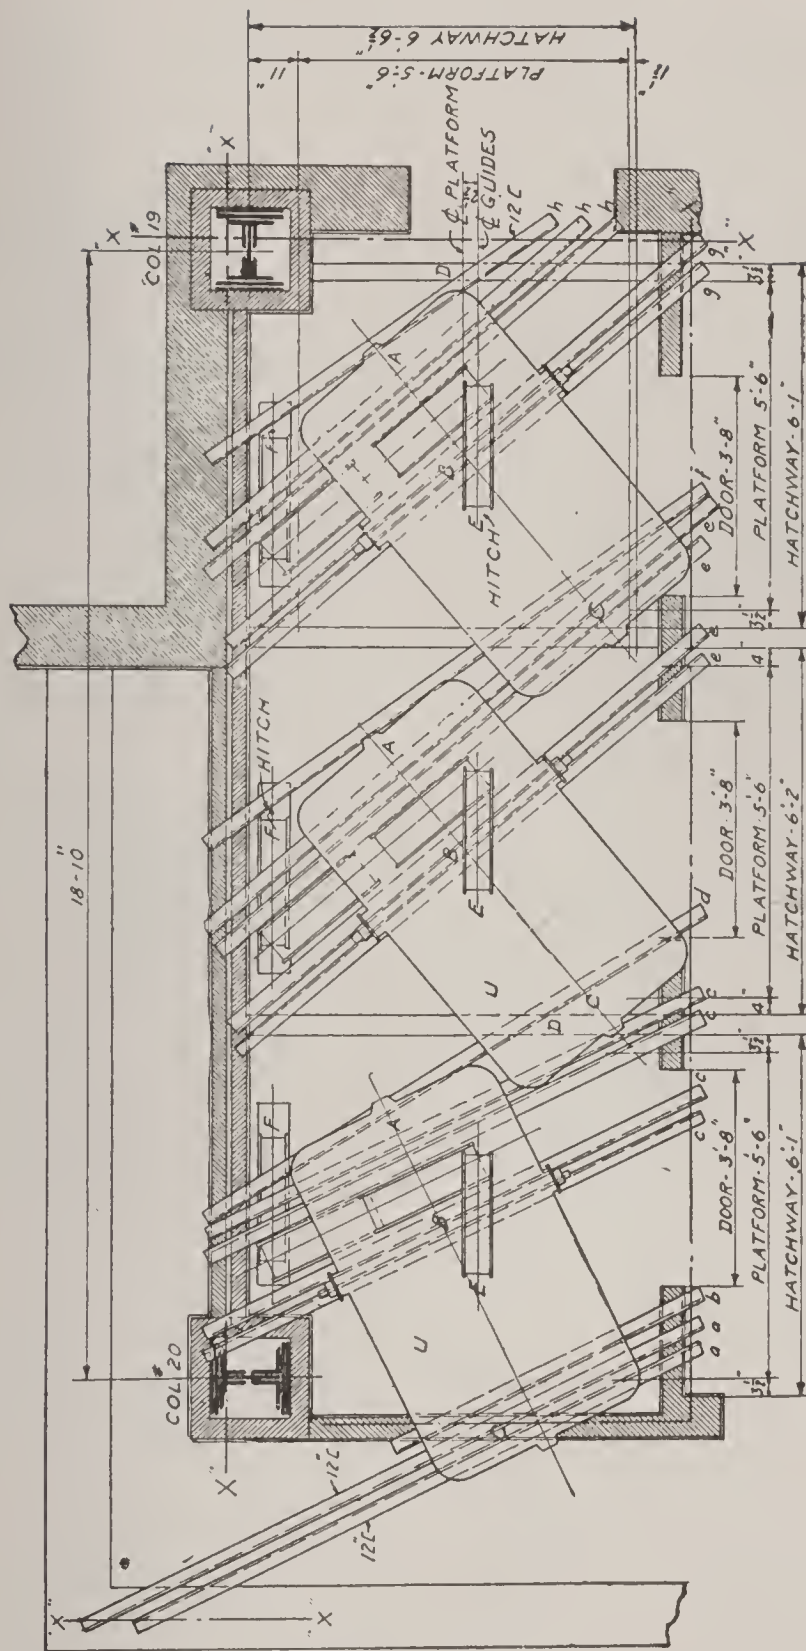 HATCHWAY 6'-6½"
PLATFORM-5'-6"
11"
1½"
"X"
"X"
COL #19
18'-10"
℄ PLATFORM
℄ GUIDES
12"C
D
h
h
h
"X"
"X"
g
g
3½"
A
F
B
E
HITCH
C
DOOR-3'-8"
PLATFORM 5'-6"
HATCHWAY-6'-1"
f
e
e
e
e
3½"
4"
HITCH
F
A
B
E
U
C
D
DOOR-3'-8"
PLATFORM-5'-6"
HATCHWAY-6'-2"
d
c
c
c
c
4"
3½"
F
A
B
E
U
DOOR-3'-8"
PLATFORM-5'-6"
HATCHWAY-6'-1"
b
a
a
3½"
COL #20
"X"
C
12"C
12"C
"X"
"X"